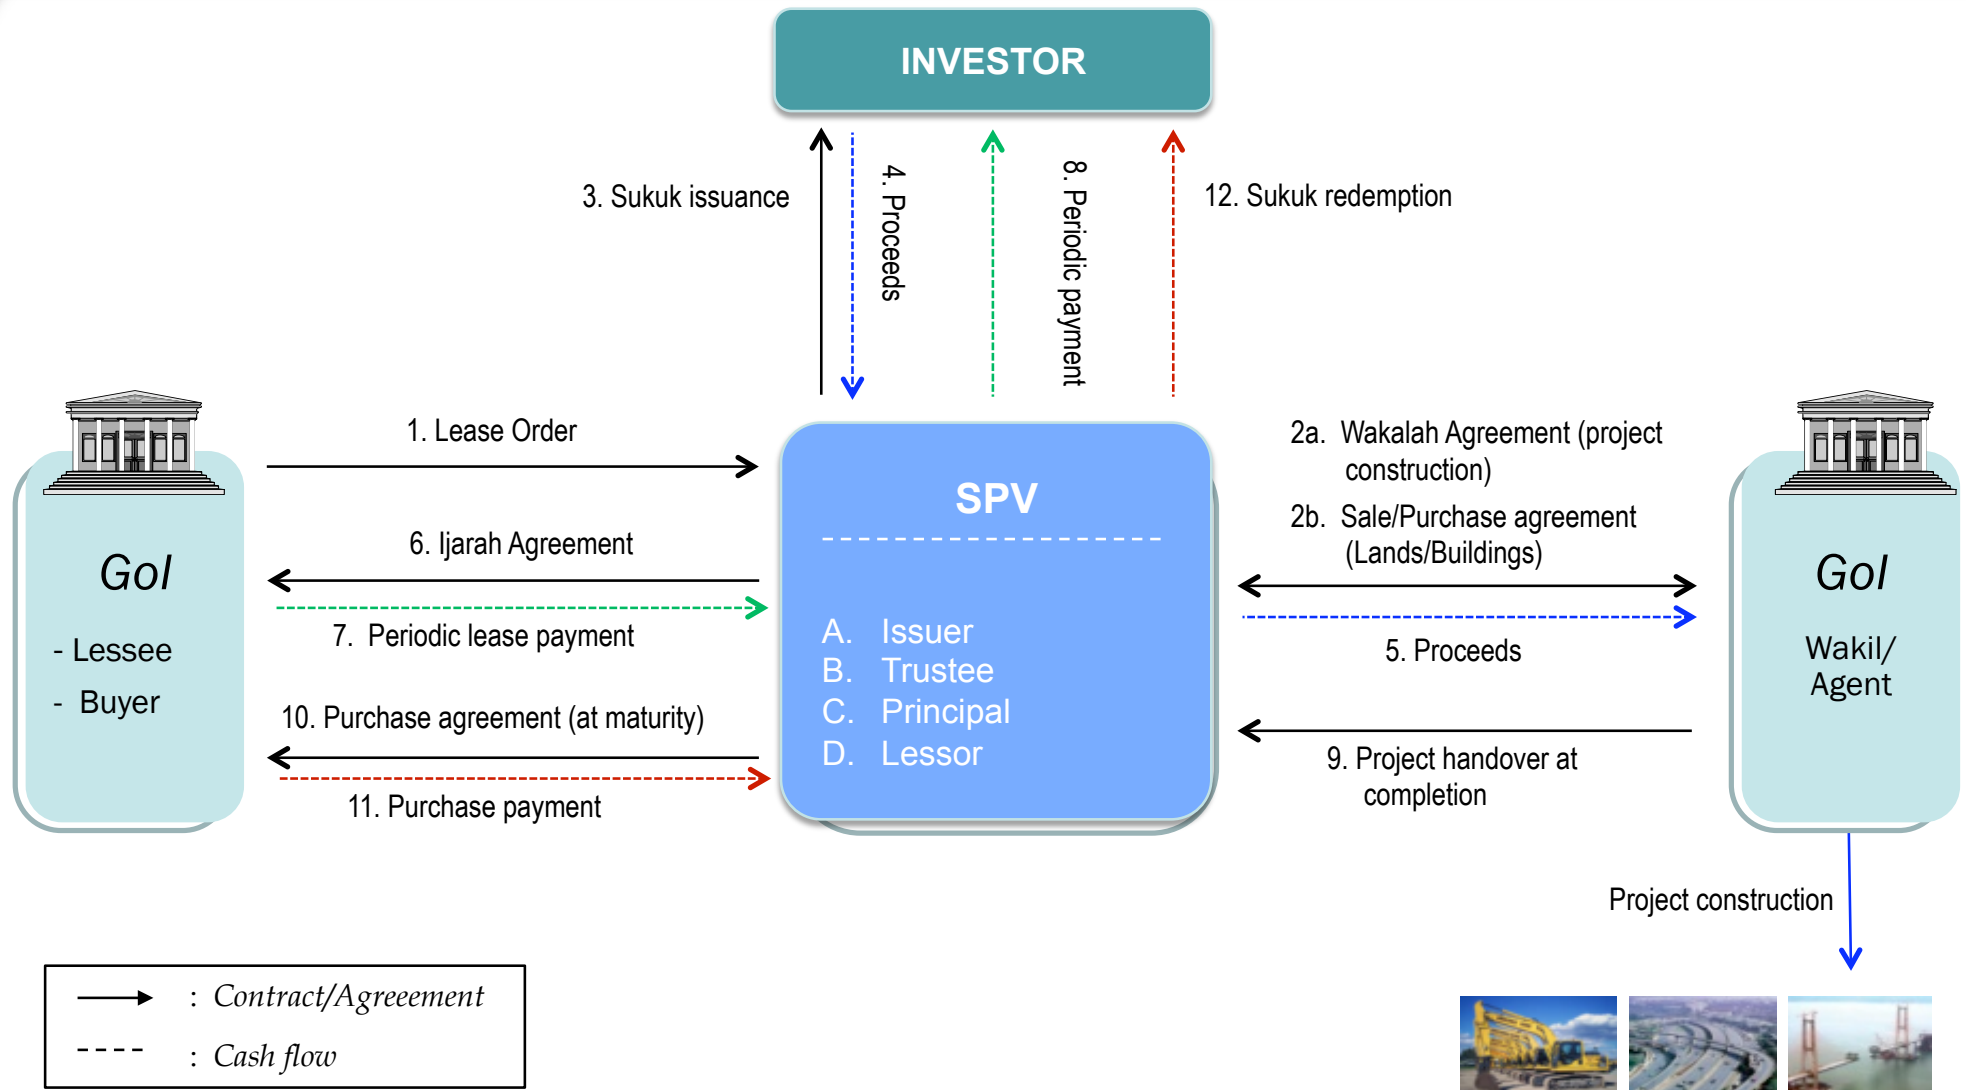 INVESTOR
3. Sukuk issuance
4. Proceeds
8. Periodic payment
12. Sukuk redemption
1. Lease Order
6. Ijarah Agreement
7. Periodic lease payment
10. Purchase agreement (at maturity)
11. Purchase payment
GoI
- Lessee
- Buyer
SPV
A. Issuer
B. Trustee
C. Principal
D. Lessor
2a. Wakalah Agreement (project
construction)
2b. Sale/Purchase agreement
(Lands/Buildings)
5. Proceeds
9. Project handover at
completion
GoI
Wakil/
Agent
Project construction
: Contract/Agreeement
: Cash flow